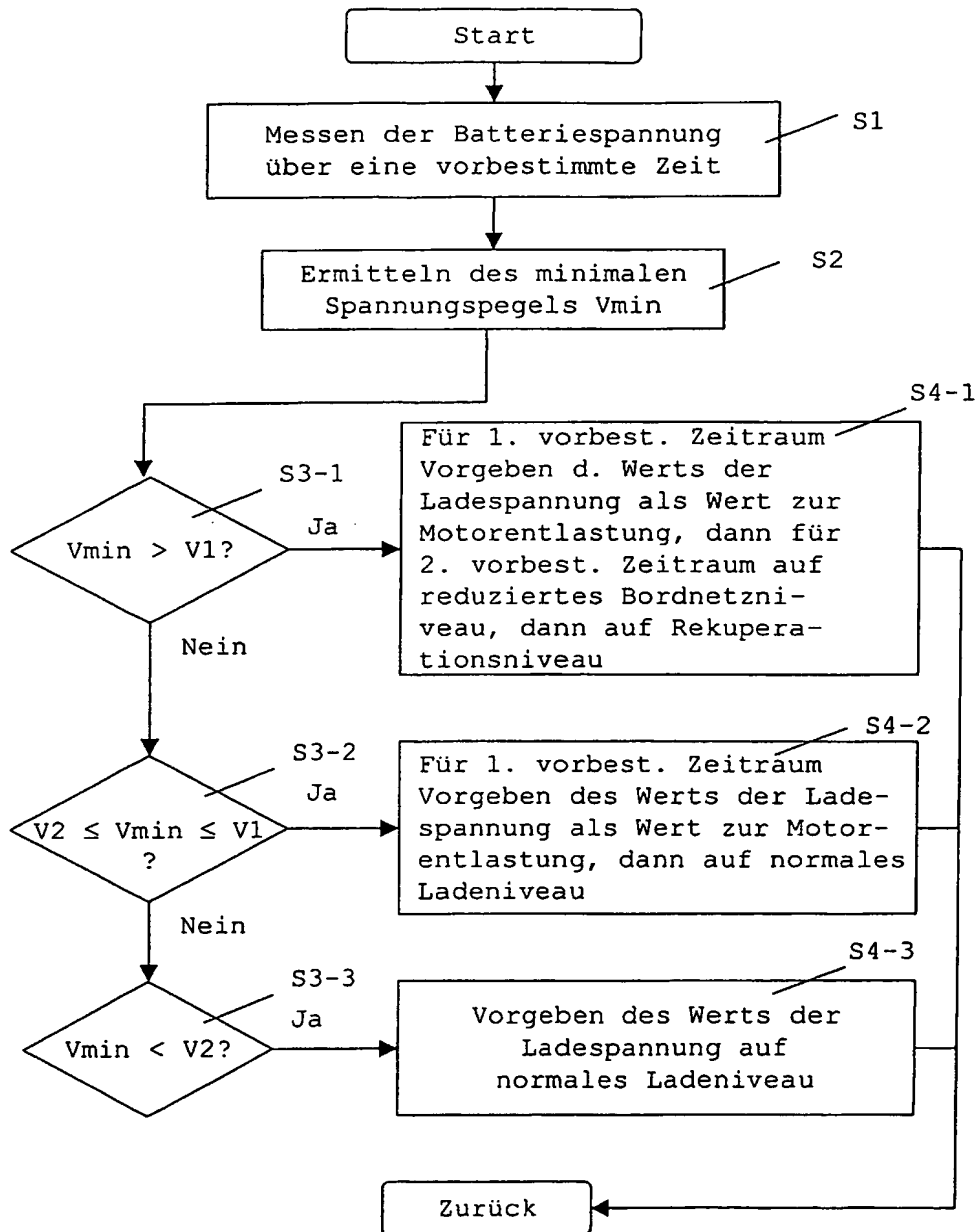 Start
Messen der Batteriespannung
über eine vorbestimmte Zeit
S1
Ermitteln des minimalen
Spannungspegels Vmin
S2
S3-1
Vmin > V1?
Ja
Nein
S4-1
Für 1. vorbest. Zeitraum
Vorgeben d. Werts der
Ladespannung als Wert zur
Motorentlastung, dann für
2. vorbest. Zeitraum auf
reduziertes Bordnetzni-
veau, dann auf Rekupera-
tionsniveau
S3-2
V2 ≤ Vmin ≤ V1
?
Ja
Nein
S4-2
Für 1. vorbest. Zeitraum
Vorgeben des Werts der Lade-
spannung als Wert zur Motor-
entlastung, dann auf normales
Ladeniveau
S3-3
Vmin < V2?
Ja
S4-3
Vorgeben des Werts der
Ladespannung auf
normales Ladeniveau
Zurück